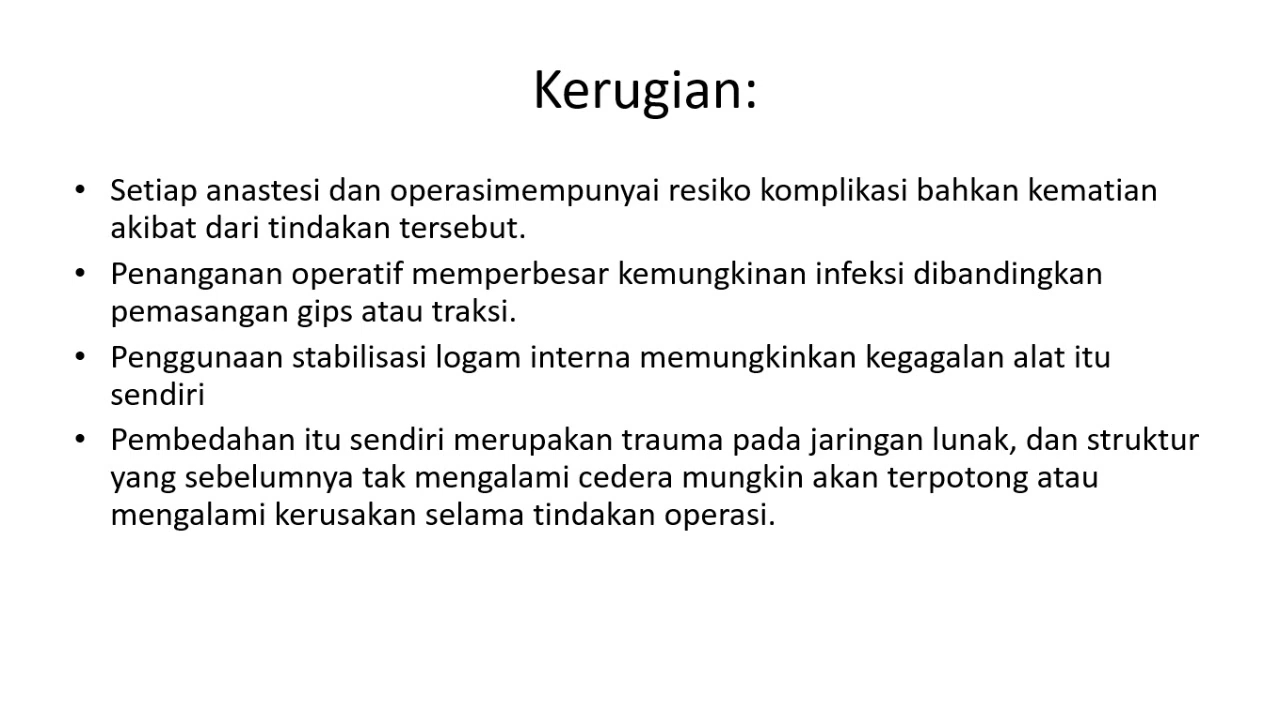 Kerugian:
• Setiap anastesi dan operasimempunyai resiko komplikasi bahkan kematian
akibat dari tindakan tersebut.
• Penanganan operatif memperbesar kemungkinan infeksi dibandingkan
pemasangan gips atau traksi.
• Penggunaan stabilisasi logam interna memungkinkan kegagalan alat itu
sendiri
• Pembedahan itu sendiri merupakan trauma pada jaringan lunak, dan struktur
yang sebelumnya tak mengalami cedera mungkin akan terpotong atau
mengalami kerusakan selama tindakan operasi.